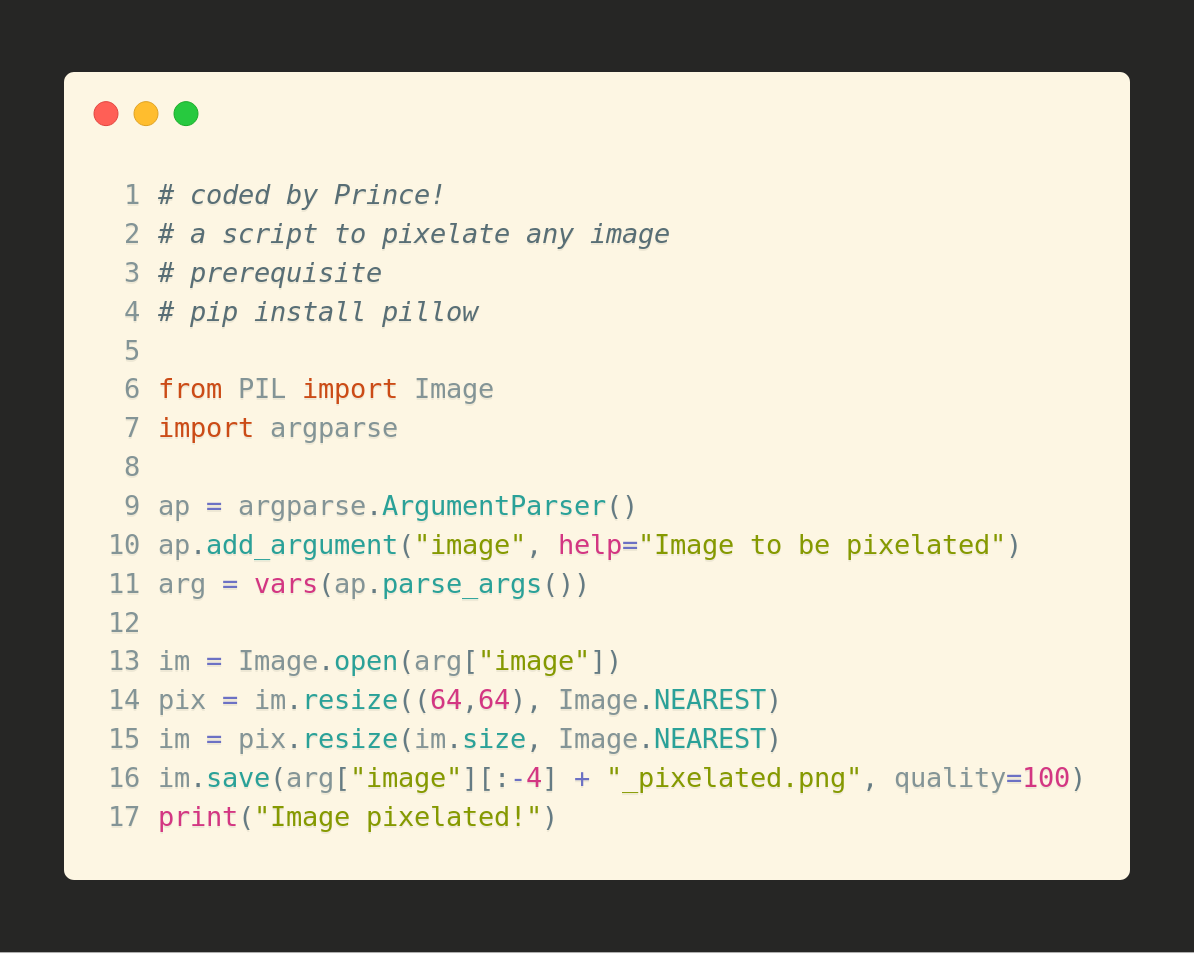 1 # coded by Prince!
2 # a script to pixelate any image
3 # prerequisite
4 # pip install pillow
5
6 from PIL import Image
7 import argparse
8
9 ap = argparse.ArgumentParser()
10 ap.add_argument("image", help="Image to be pixelated")
11 arg = vars(ap.parse_args())
12
13 im = Image.open(arg["image"])
14 pix = im.resize((64,64), Image.NEAREST)
15 im = pix.resize(im.size, Image.NEAREST)
16 im.save(arg["image"][:-4] + "_pixelated.png", quality=100)
17 print("Image pixelated!")